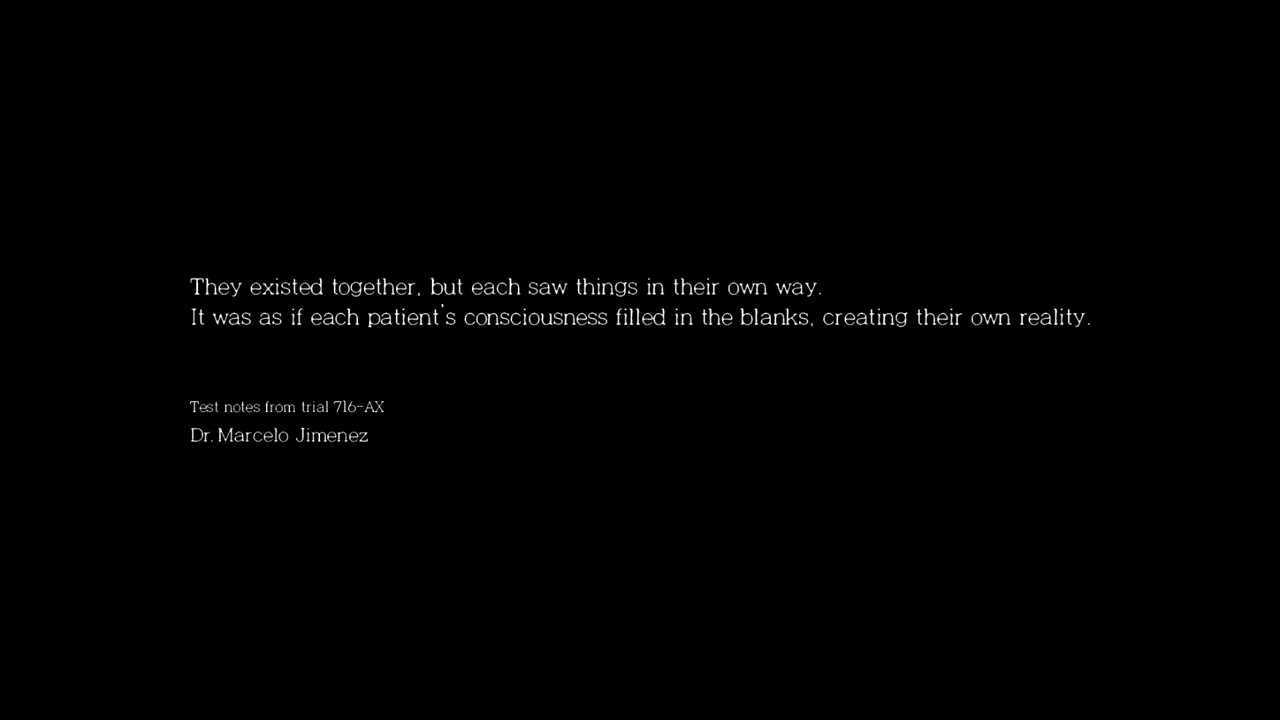 They existed together, but each saw things in their own way.
It was as if each patient's consciousness filled in the blanks, creating their own reality.
Test notes from trial 716-AX
Dr. Marcelo Jimenez